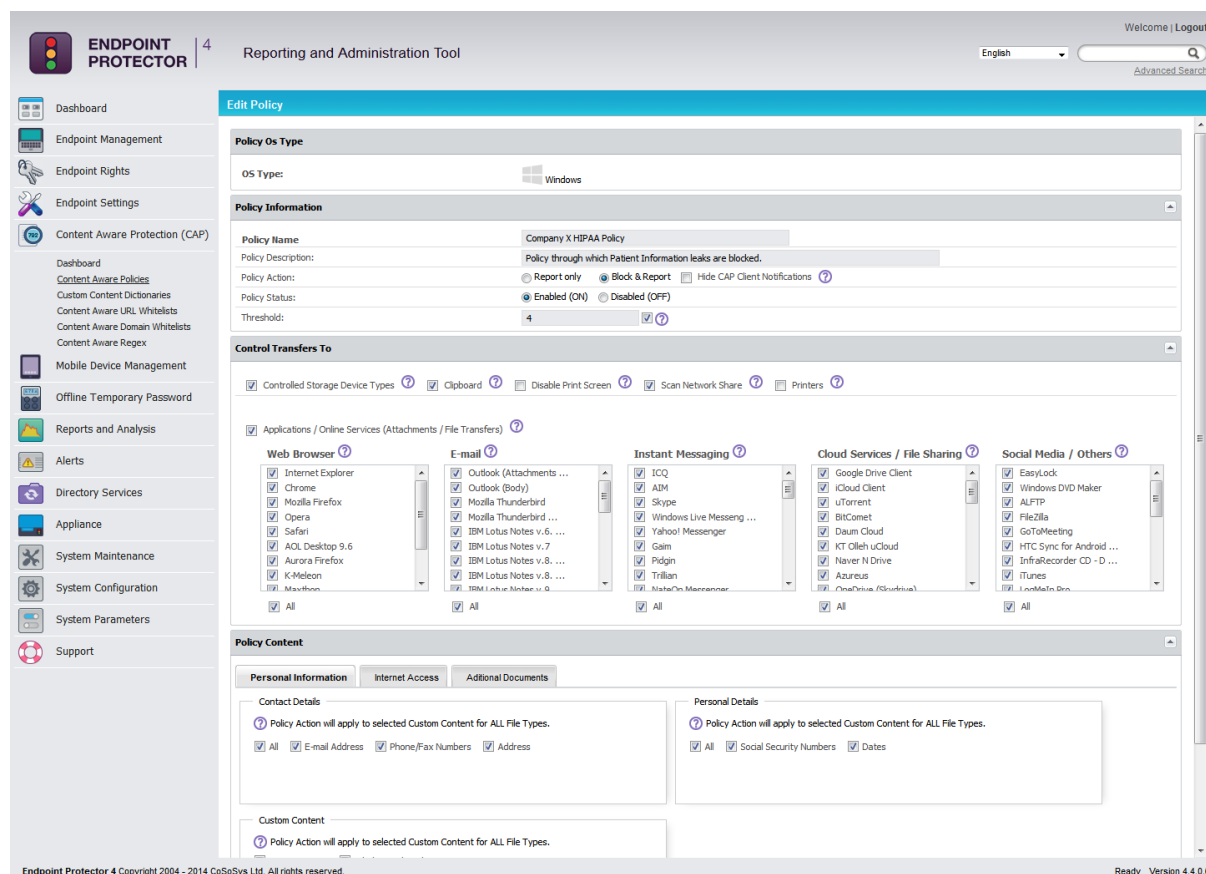 Welcome | Logout
ENDPOINT PROTECTOR 4
Reporting and Administration Tool
English
Advanced Search
Dashboard
Endpoint Management
Endpoint Rights
Endpoint Settings
Content Aware Protection (CAP)
Dashboard
Content Aware Policies
Custom Content Dictionaries
Content Aware URL Whitelists
Content Aware Domain Whitelists
Content Aware Regex
Mobile Device Management
Offline Temporary Password
Reports and Analysis
Alerts
Directory Services
Appliance
System Maintenance
System Configuration
System Parameters
Support
Edit Policy
Policy Os Type
OS Type: Windows
Policy Information
Policy Name Company X HIPAA Policy
Policy Description: Policy through which Patient Information leaks are blocked.
Policy Action: Report only Block & Report Hide CAP Client Notifications ?
Policy Status: Enabled (ON) Disabled (OFF)
Threshold: 4 ?
Control Transfers To
Controlled Storage Device Types ? Clipboard ? Disable Print Screen ? Scan Network Share ? Printers ?
Applications / Online Services (Attachments / File Transfers) ?
Web Browser ?
Internet Explorer
Chrome
Mozilla Firefox
Opera
Safari
AOL Desktop 9.6
Aurora Firefox
K-Meleon
Maxthon
All
E-mail ?
Outlook (Attachments ...
Outlook (Body)
Mozilla Thunderbird
Mozilla Thunderbird ...
IBM Lotus Notes v.6. ...
IBM Lotus Notes v.7
IBM Lotus Notes v.8. ...
IBM Lotus Notes v.8. ...
IBM Lotus Notes v.9
All
Instant Messaging ?
ICQ
AIM
Skype
Windows Live Messeng ...
Yahoo! Messenger
Gaim
Pidgin
Trillian
NateOn Messenger
All
Cloud Services / File Sharing ?
Google Drive Client
iCloud Client
uTorrent
BitComet
Daum Cloud
KT Olleh uCloud
Naver N Drive
Azureus
OneDrive (Skydrive)
All
Social Media / Others ?
EasyLock
Windows DVD Maker
ALFTP
FileZilla
GoToMeeting
HTC Sync for Android ...
InfraRecorder CD - D ...
iTunes
LogMeIn Pro
All
Policy Content
Personal Information Internet Access Aditional Documents
Contact Details
? Policy Action will apply to selected Custom Content for ALL File Types.
All E-mail Address Phone/Fax Numbers Address
Personal Details
? Policy Action will apply to selected Custom Content for ALL File Types.
All Social Security Numbers Dates
Custom Content
? Policy Action will apply to selected Custom Content for ALL File Types.
Endpoint Protector 4 Copyright 2004 - 2014 CoSoSys Ltd. All rights reserved.
Ready Version 4.4.0.